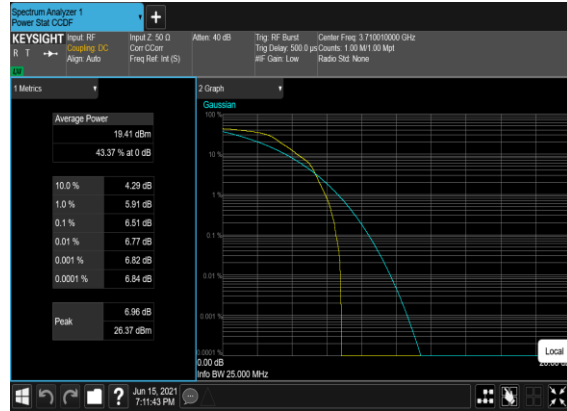 Spectrum Analyzer 1
Power Stat CCDF
+
KEYSIGHT
R T
LXI
Input: RF
Coupling: DC
Align: Auto
Input Z: 50 Ω
Corr CCorr
Freq Ref: Int (S)
Atten: 40 dB
Trig: RF Burst
Trig Delay: 500.0 µs
#IF Gain: Low
Center Freq: 3.710010000 GHz
Counts: 1.00 M/1.00 Mpt
Radio Std: None
1 Metrics
Average Power
19.41 dBm
43.37 % at 0 dB
10.0 % 4.29 dB
1.0 % 5.91 dB
0.1 % 6.51 dB
0.01 % 6.77 dB
0.001 % 6.82 dB
0.0001 % 6.84 dB
Peak
6.96 dB
26.37 dBm
2 Graph
Gaussian
100 %
10 %
1 %
0.1 %
0.01 %
0.001 %
0.0001 %
0.00 dB
Info BW 25.000 MHz
Local
?
Jun 15, 2021
7:11:43 PM